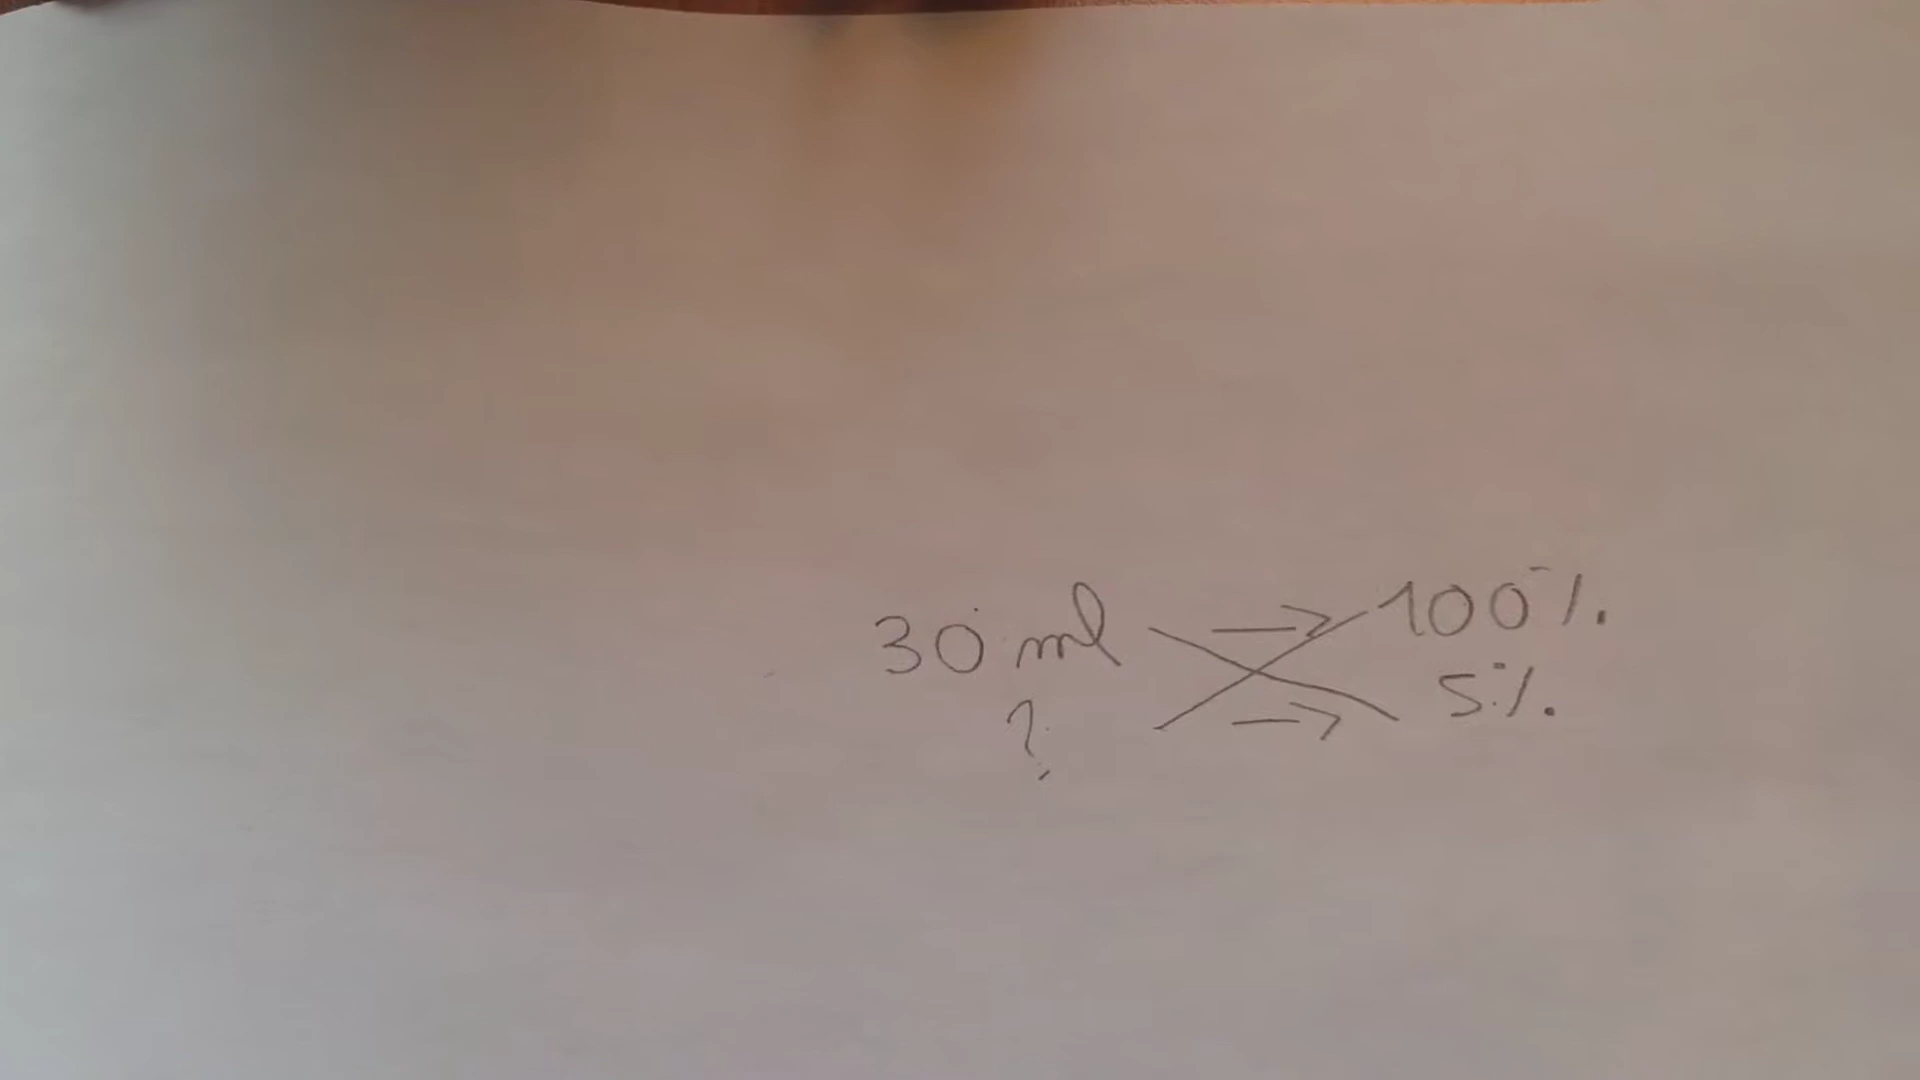 30 ml → 100%
? → 5%